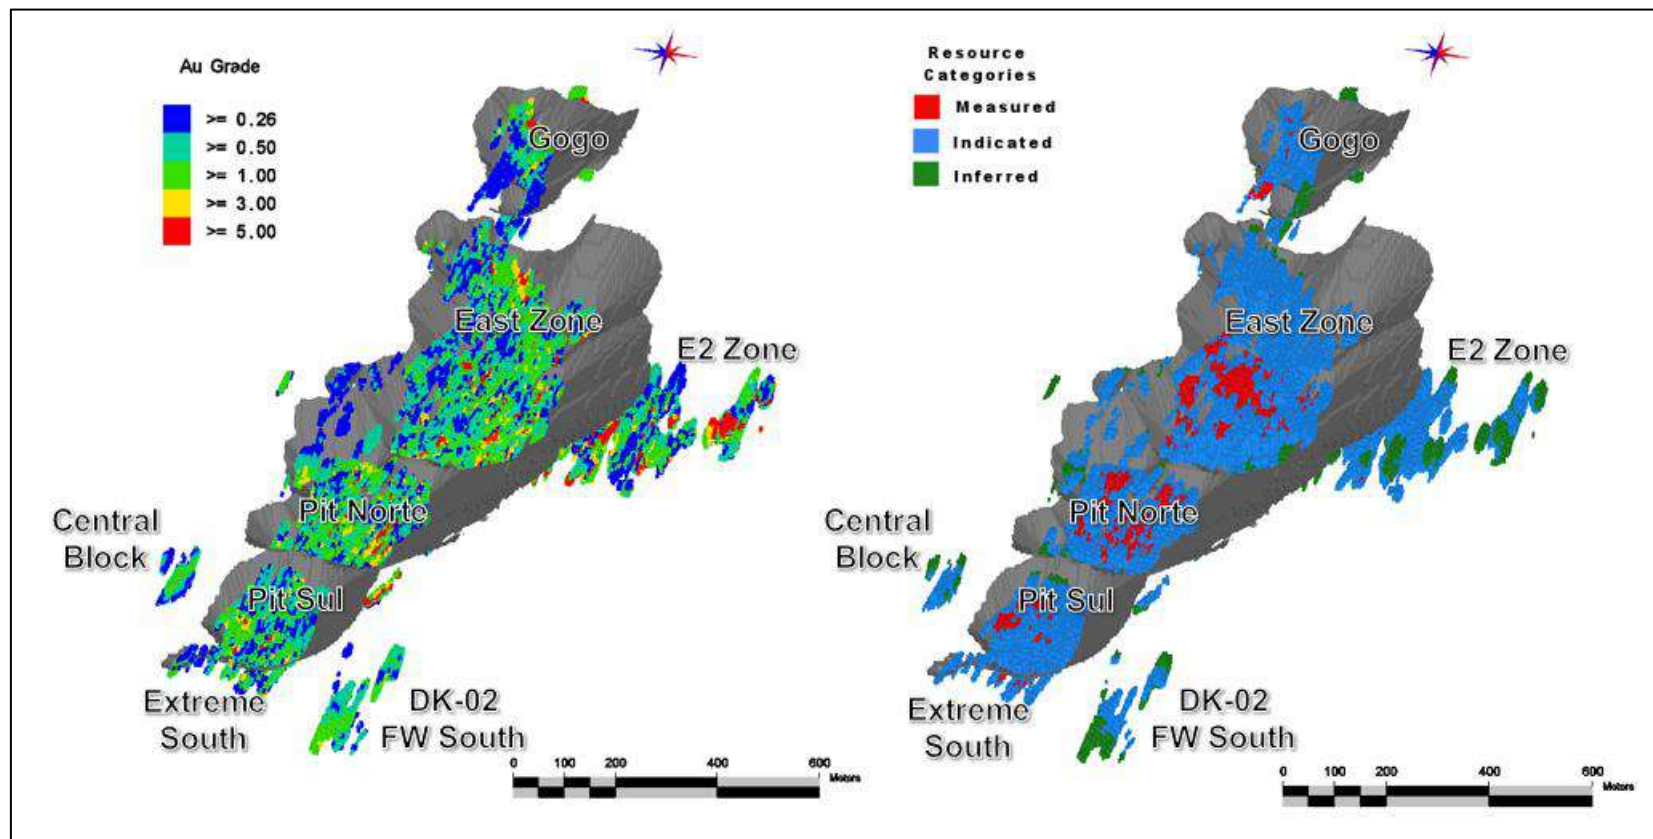 Au Grade
>= 0.26
>= 0.50
>= 1.00
>= 3.00
>= 5.00
Gogo
East Zone
E2 Zone
Pit Norte
Central
Block
Pit Sul
Extreme
South
DK-02
FW South
0 100 200 400 600
Meters
Resource
Categories
Measured
Indicated
Inferred
Gogo
East Zone
E2 Zone
Pit Norte
Central
Block
Pit Sul
Extreme
South
DK-02
FW South
0 100 200 400 600
Meters